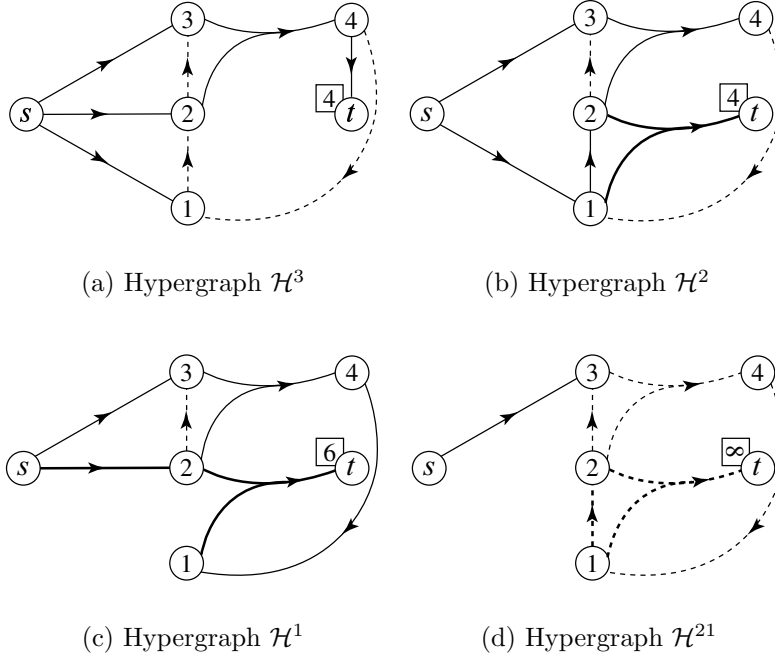 3 4 3 4
4 4
s 2 t s 2 t
1 1
(a) Hypergraph ℋ³ (b) Hypergraph ℋ²
3 4 3 4
6 ∞
s 2 t s 2 t
1 1
(c) Hypergraph ℋ¹ (d) Hypergraph ℋ²¹